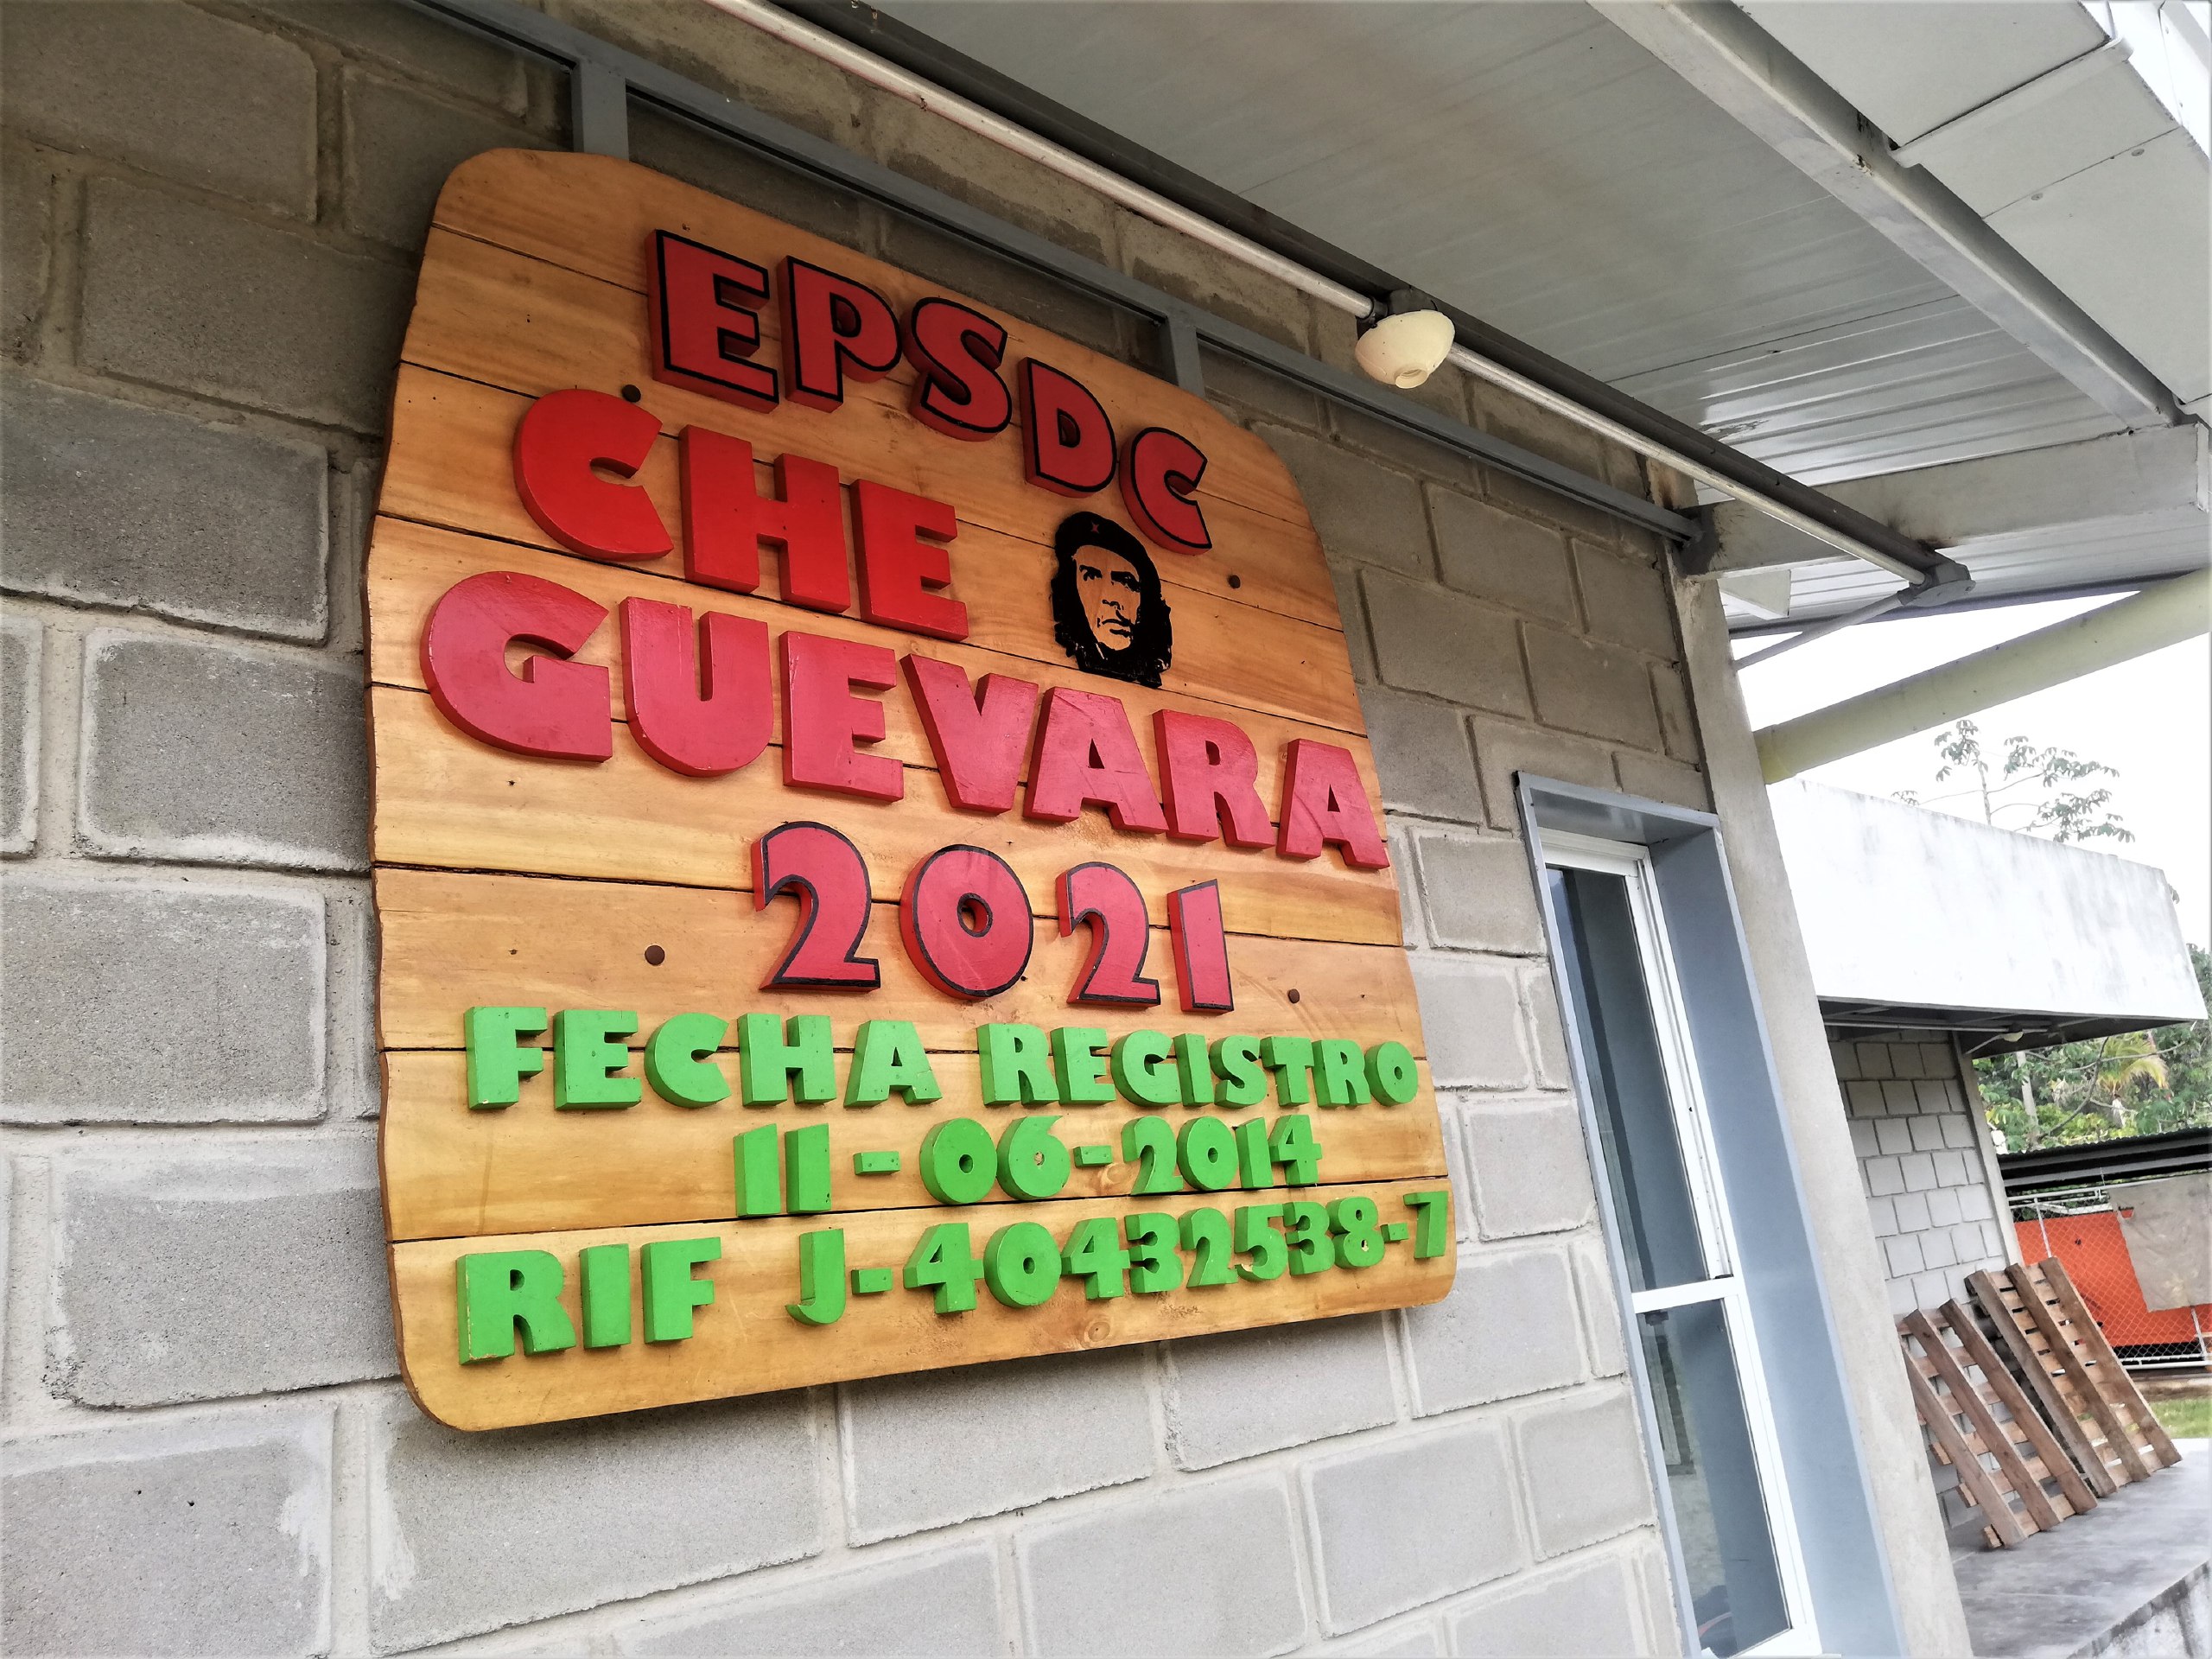 EPSDC
CHE
GUEVARA
2021
FECHA REGISTRO
11-06-2014
RIF J-40432538-7